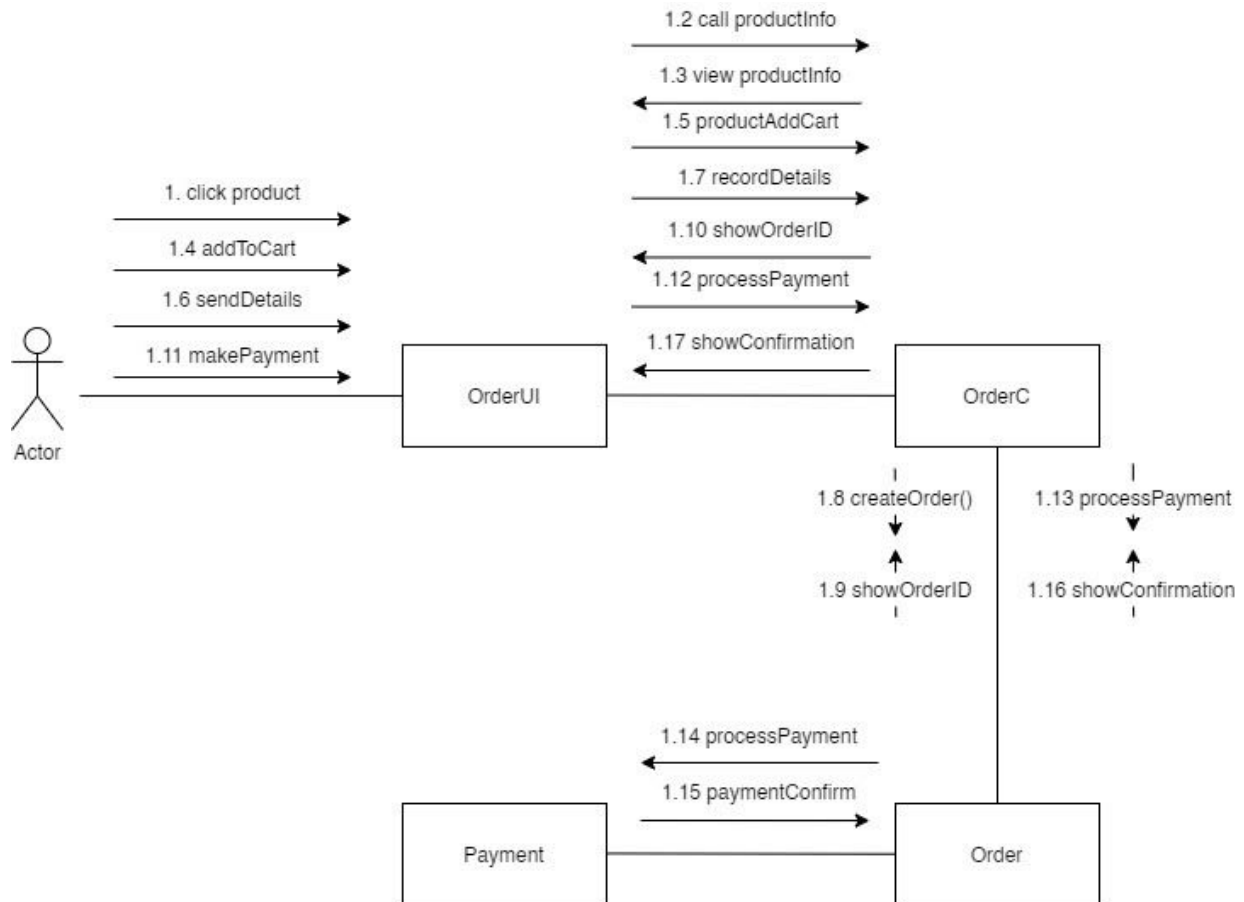 1.2 call productInfo
1.3 view productInfo
1.5 productAddCart
1.7 recordDetails
1. click product
1.10 showOrderID
1.4 addToCart
1.12 processPayment
1.6 sendDetails
1.17 showConfirmation
1.11 makePayment
OrderUI
OrderC
Actor
1.8 createOrder()
1.13 processPayment
1.9 showOrderID
1.16 showConfirmation
1.14 processPayment
1.15 paymentConfirm
Payment
Order